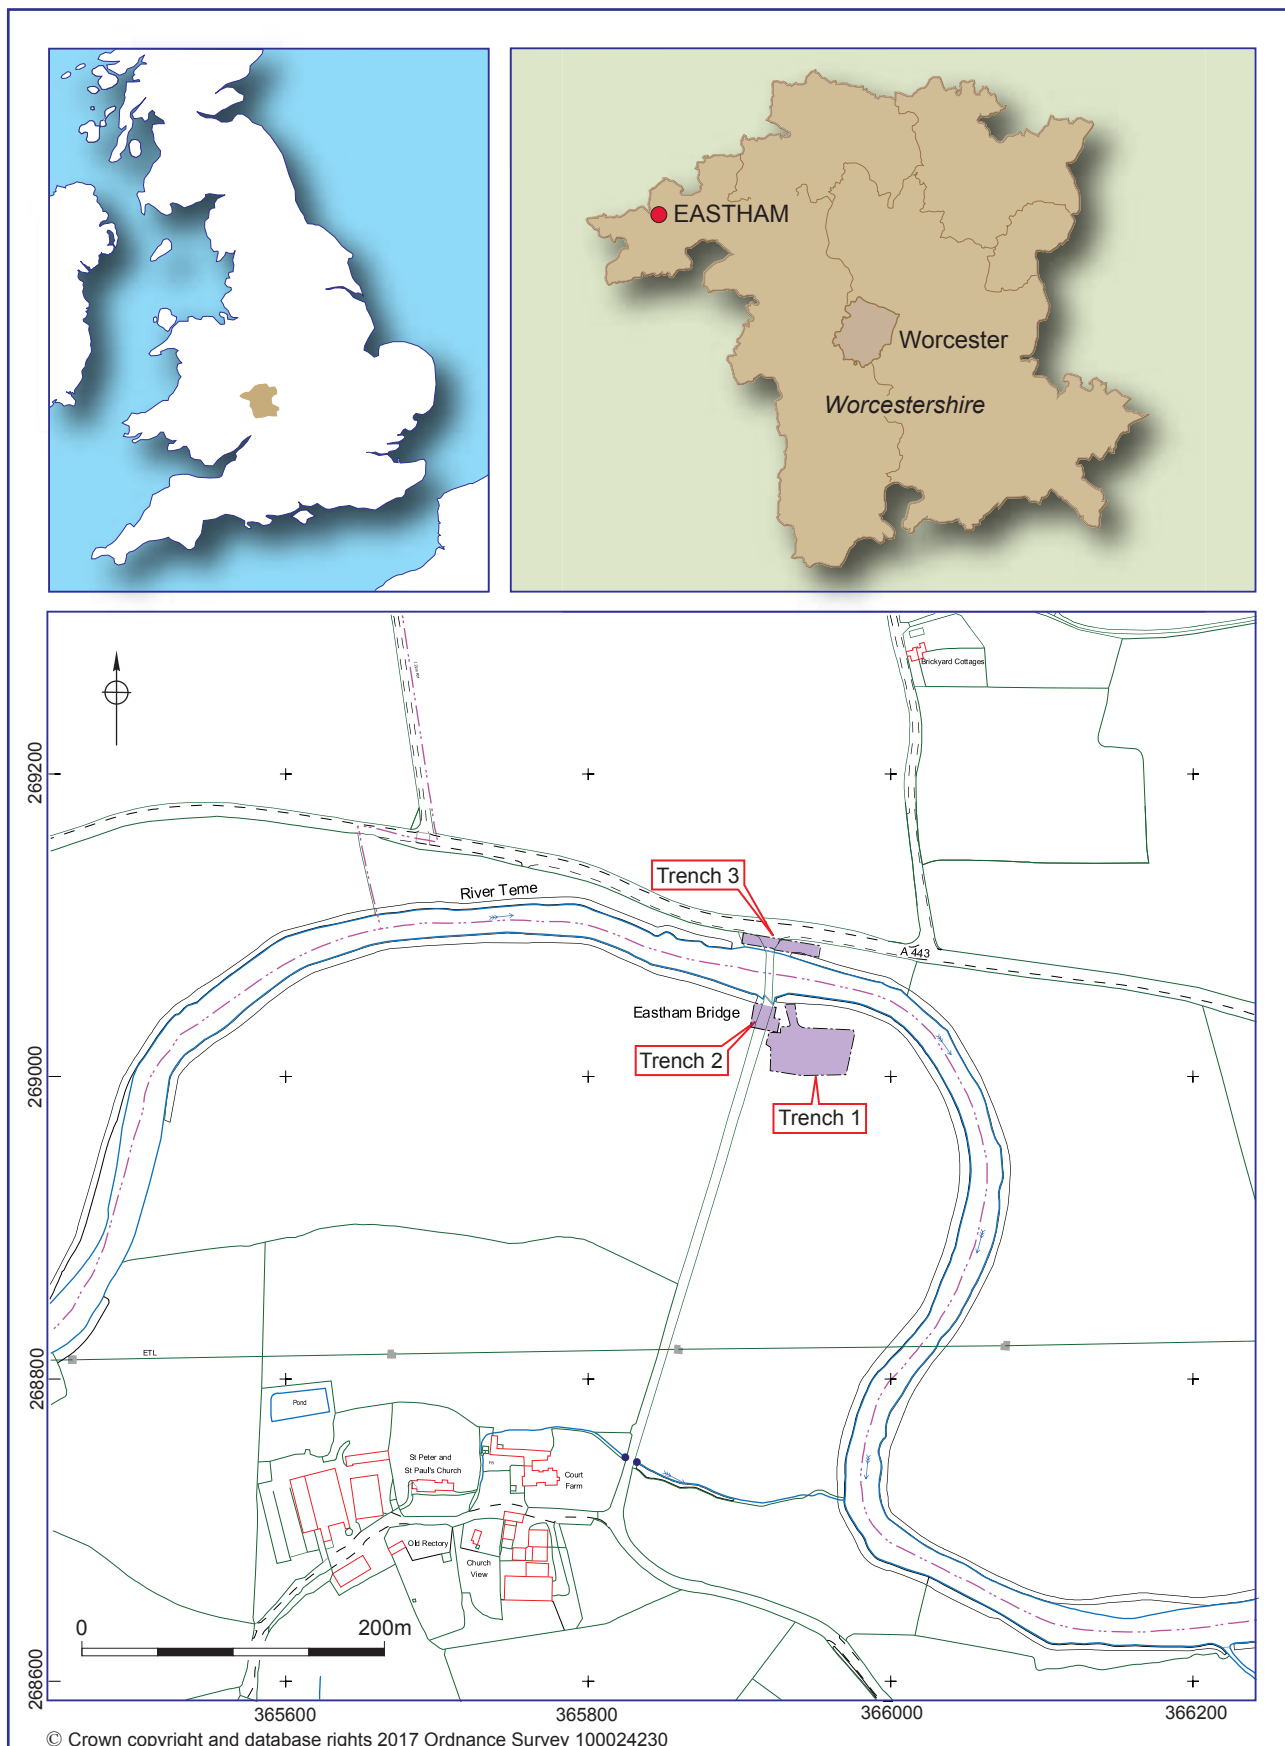 EASTHAM
Worcester
Worcestershire
Brickyard Cottages
269200
Trench 3
River Teme
A 443
Eastham Bridge
Trench 2
269000
Trench 1
ETL
268800
Pond
St Peter and
St Paul's Church
Court
Farm
Old Rectory
Church
View
0
200m
268600
365600
365800
366000
366200
© Crown copyright and database rights 2017 Ordnance Survey 100024230